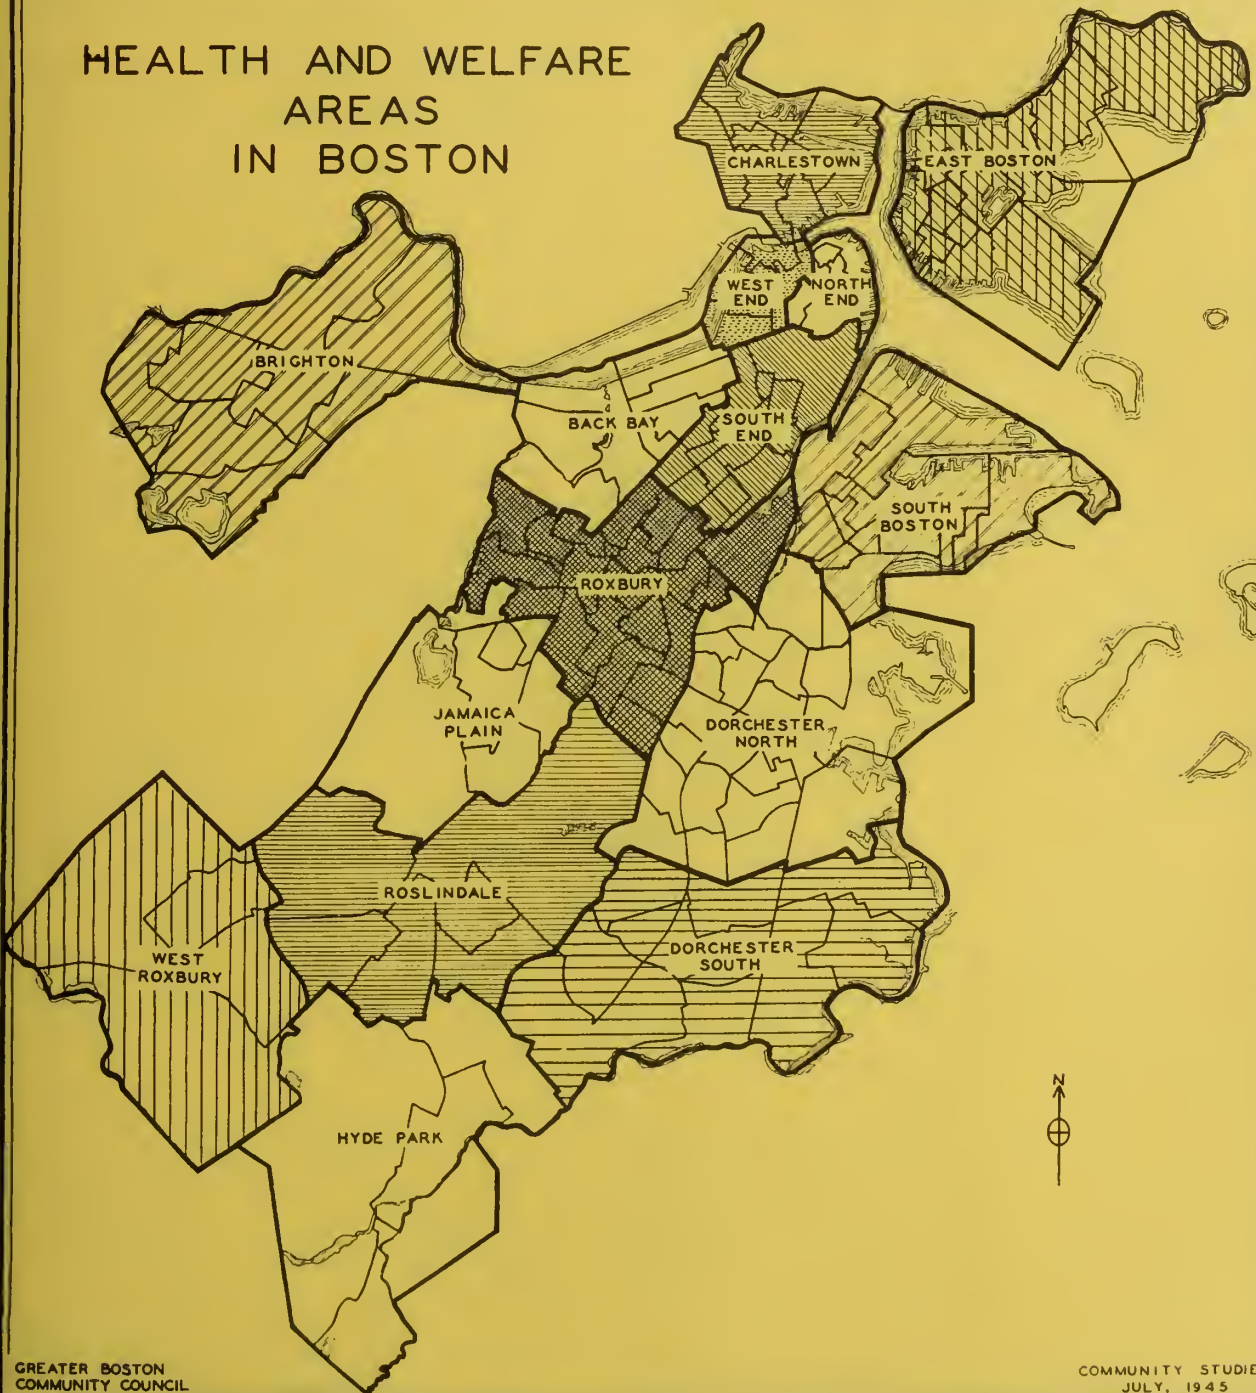 HEALTH AND WELFARE
AREAS
IN BOSTON
CHARLESTOWN
EAST BOSTON
WEST
END
NORTH
END
BRIGHTON
BACK BAY
SOUTH
END
SOUTH
BOSTON
ROXBURY
JAMAICA
PLAIN
DORCHESTER
NORTH
ROSLINDALE
WEST
ROXBURY
DORCHESTER
SOUTH
N
HYDE PARK
GREATER BOSTON
COMMUNITY COUNCIL
COMMUNITY STUDIE
JULY, 1945